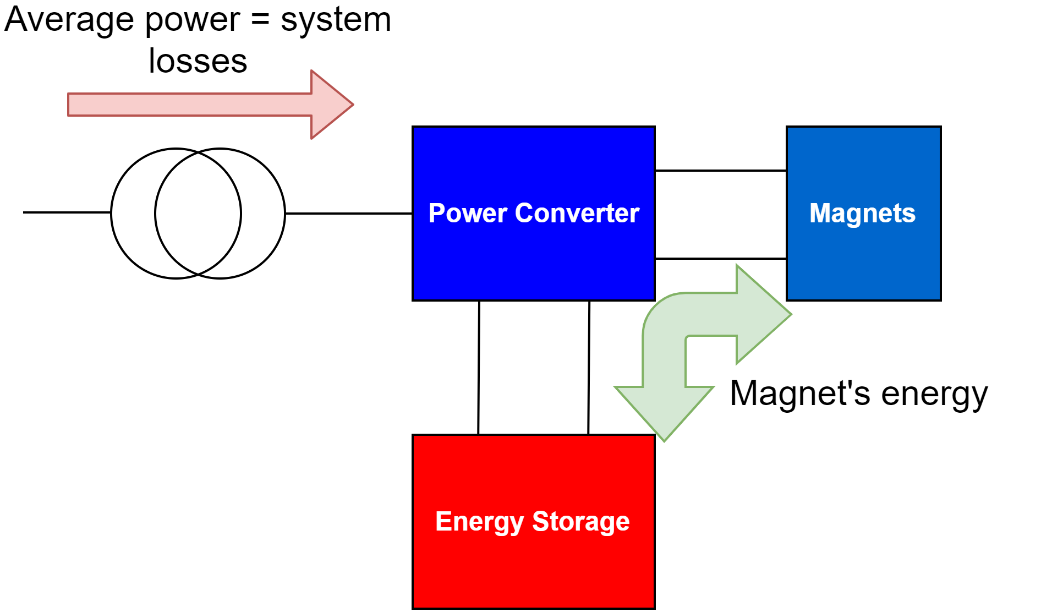 Average power = system
losses
Power Converter
Magnets
Magnet's energy
Energy Storage